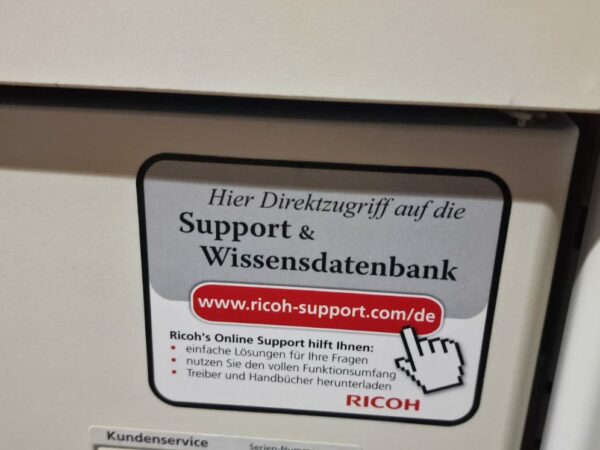 Hier Direktzugriff auf die
Support &
Wissensdatenbank
www.ricoh-support.com/de
Ricoh's Online Support hilft Ihnen:
• einfache Lösungen für Ihre Fragen
• nutzen Sie den vollen Funktionsumfang
• Treiber und Handbücher herunterladen
RICOH
Kundenservice